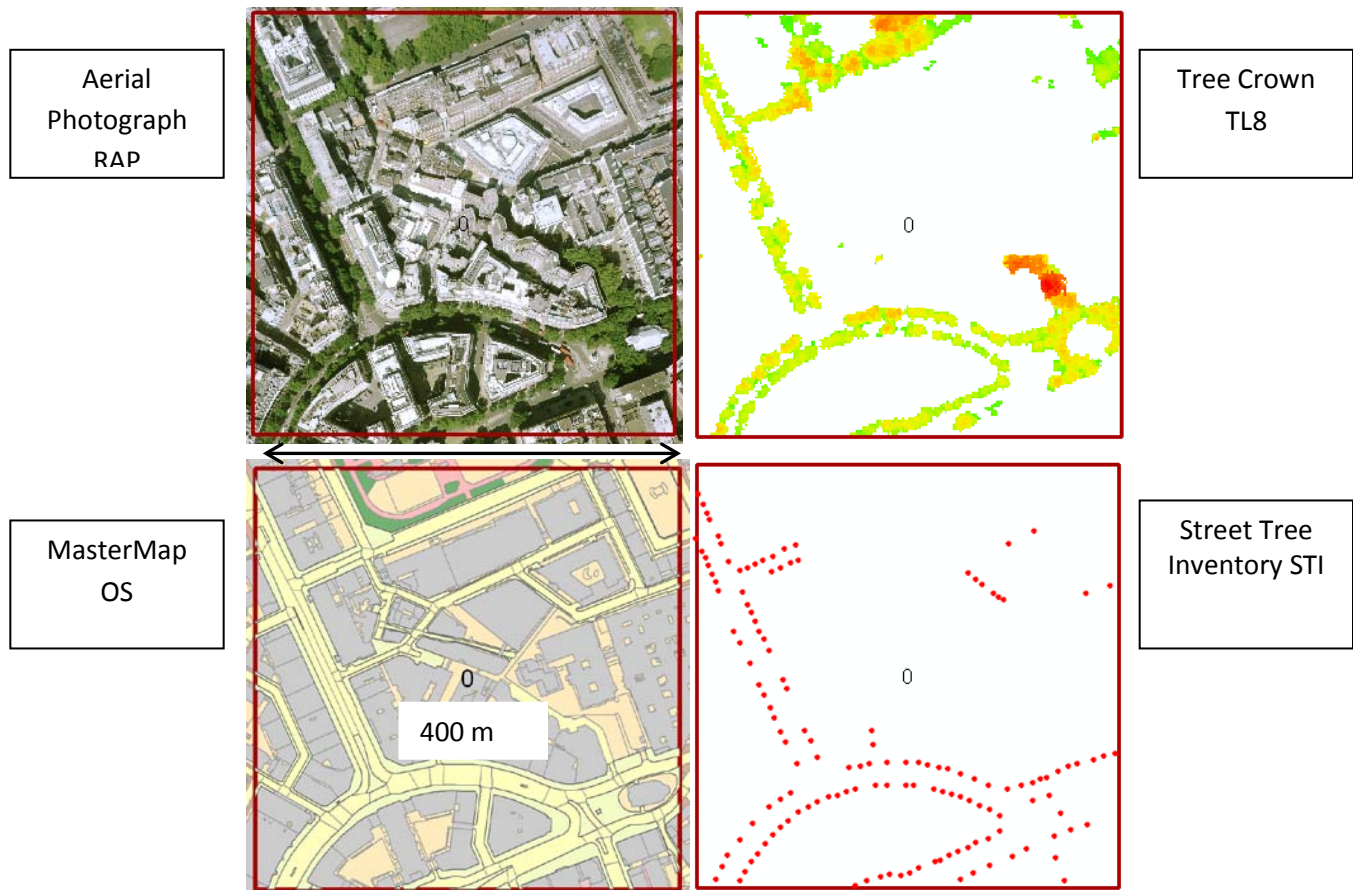 Aerial
Photograph
RAP
0
0
Tree Crown
TL8
MasterMap
OS
0
400 m
0
Street Tree
Inventory STI